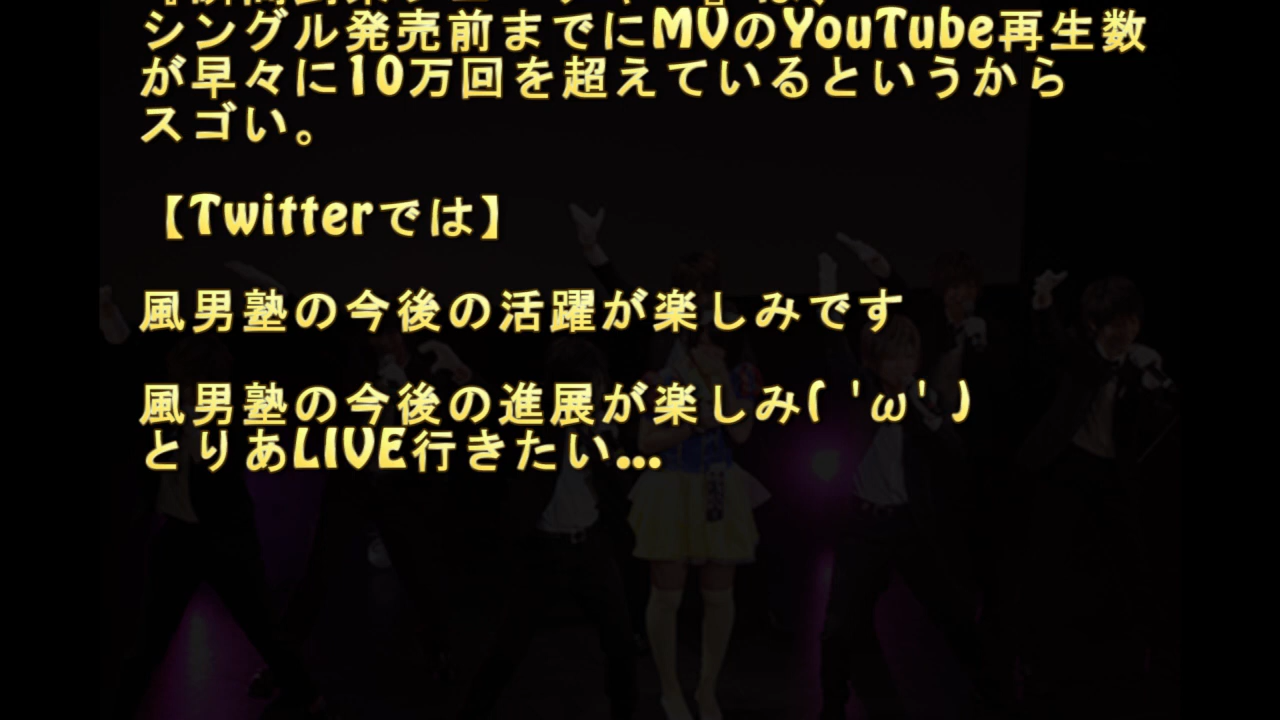 シングル発売前までにMVのYouTube再生数
が早々に10万回を超えているというから
スゴい。
【Twitterでは】
風男塾の今後の活躍が楽しみです
風男塾の今後の進展が楽しみ( 'ω' )
とりあLIVE行きたい...